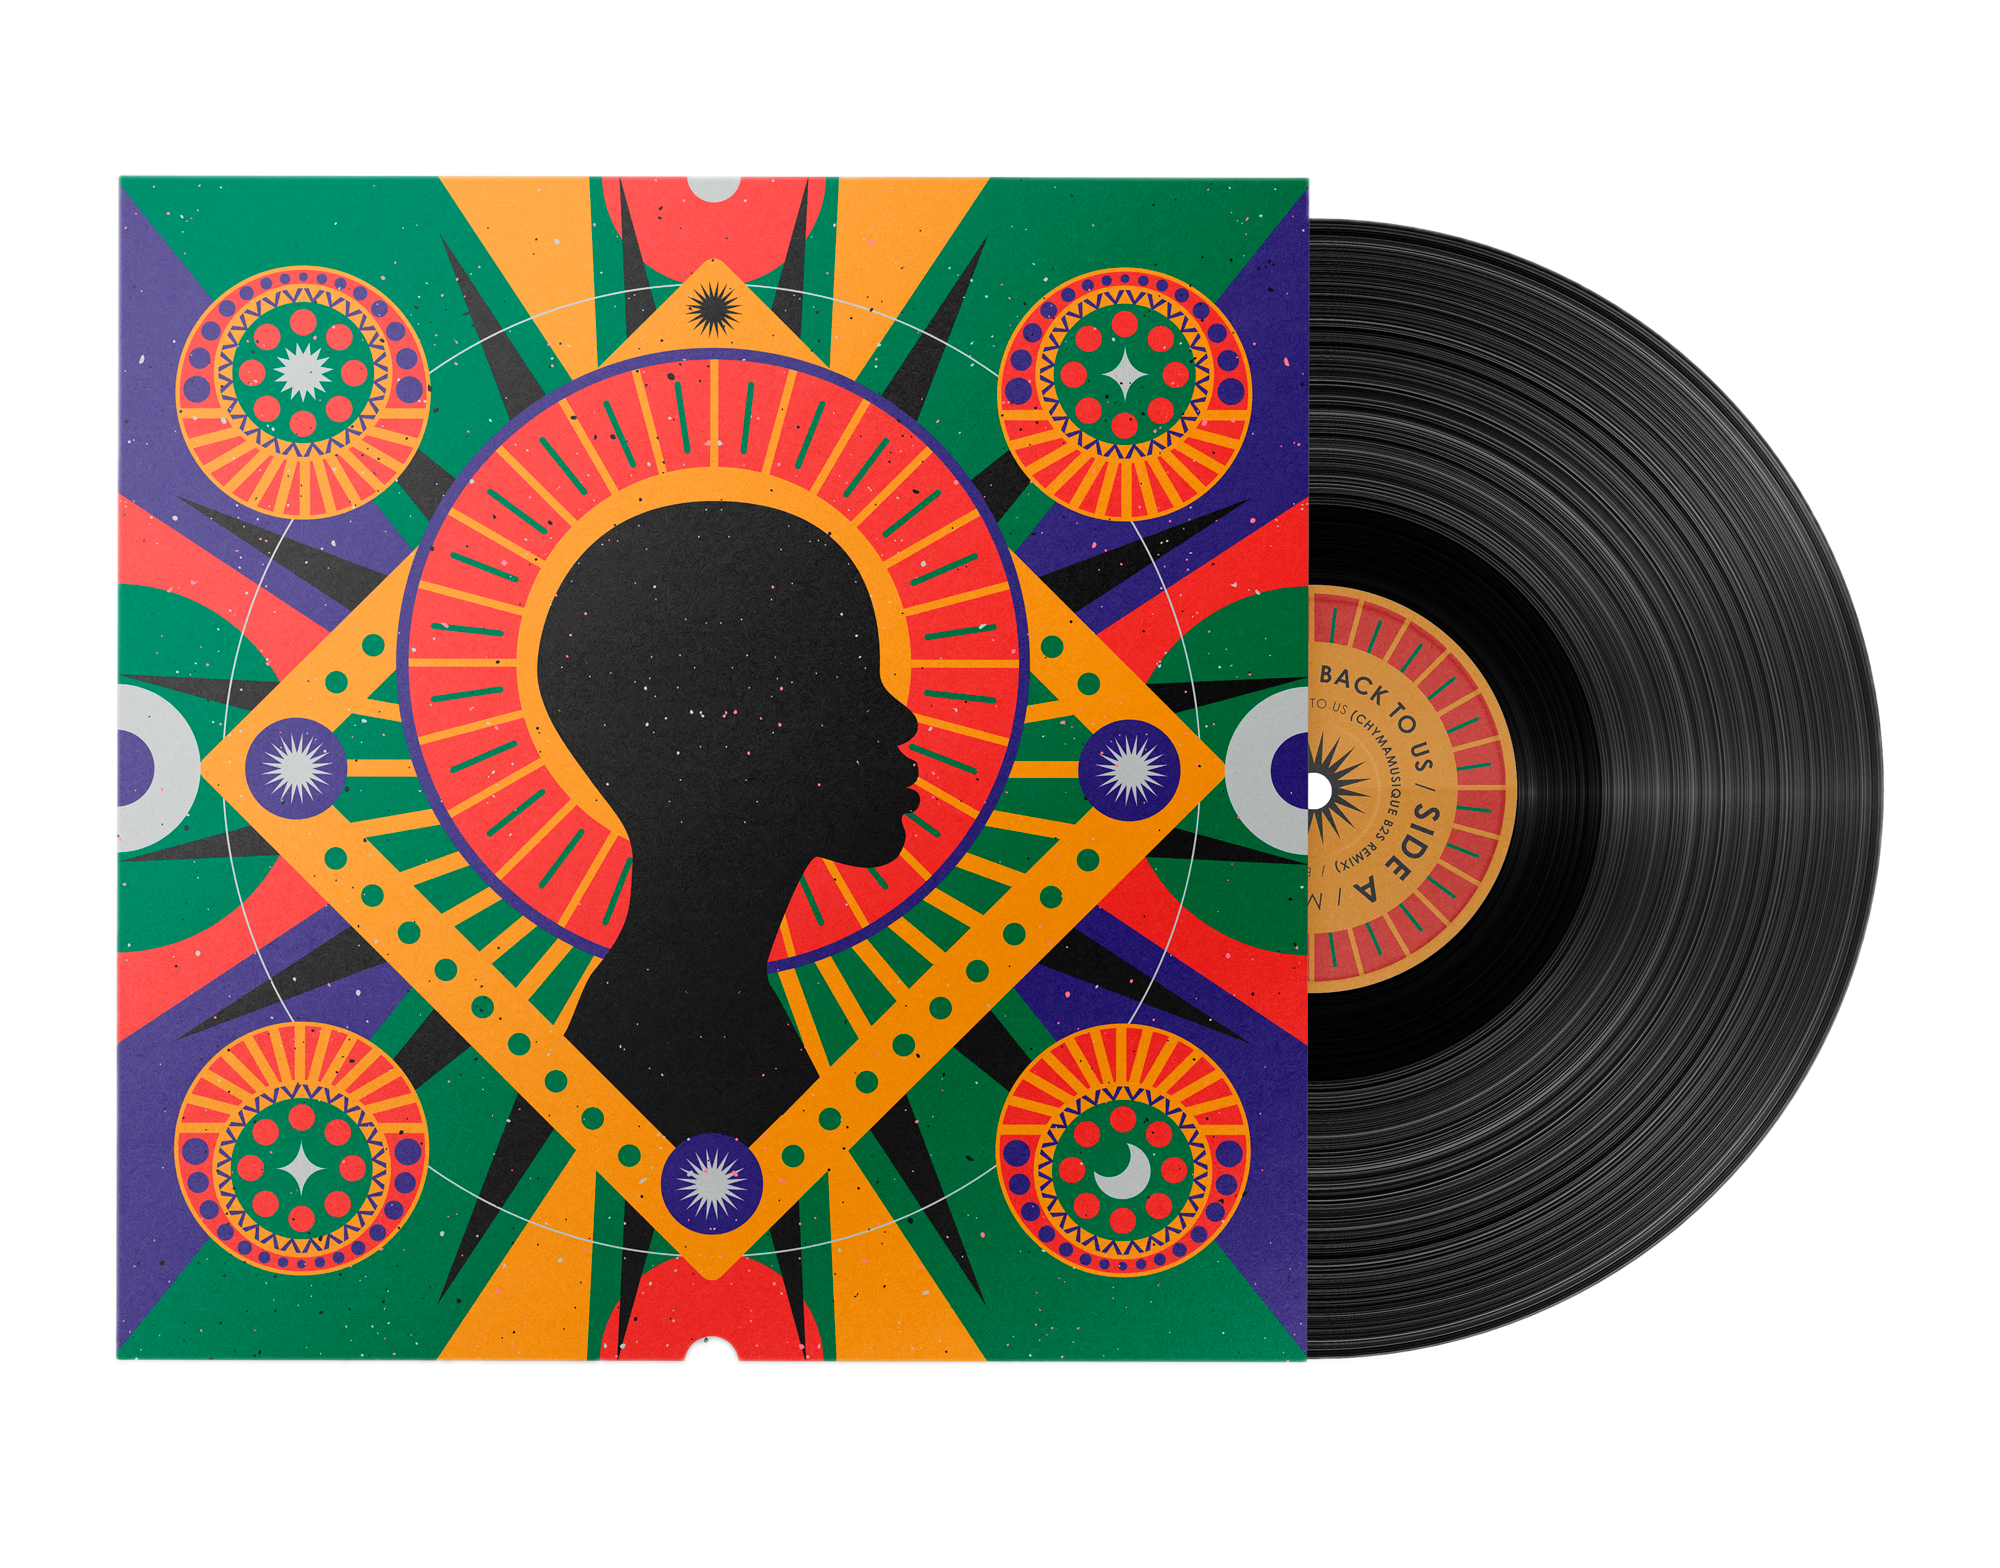 BACK TO US / SIDE A /
TO US (CHYMAMUSIQUE B2S REMIX) /